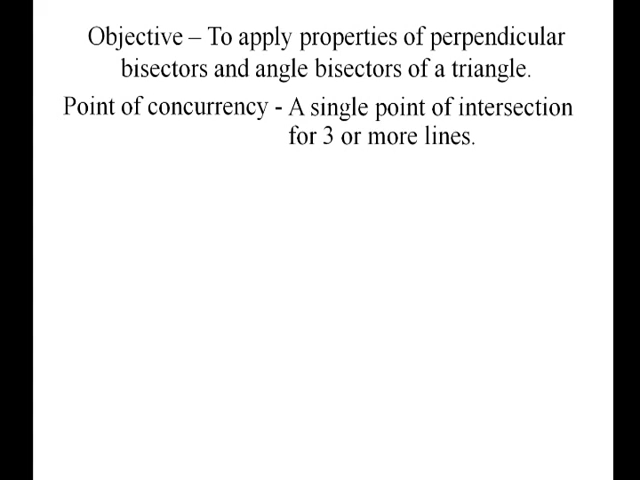 Objective – To apply properties of perpendicular
bisectors and angle bisectors of a triangle.
Point of concurrency - A single point of intersection
for 3 or more lines.